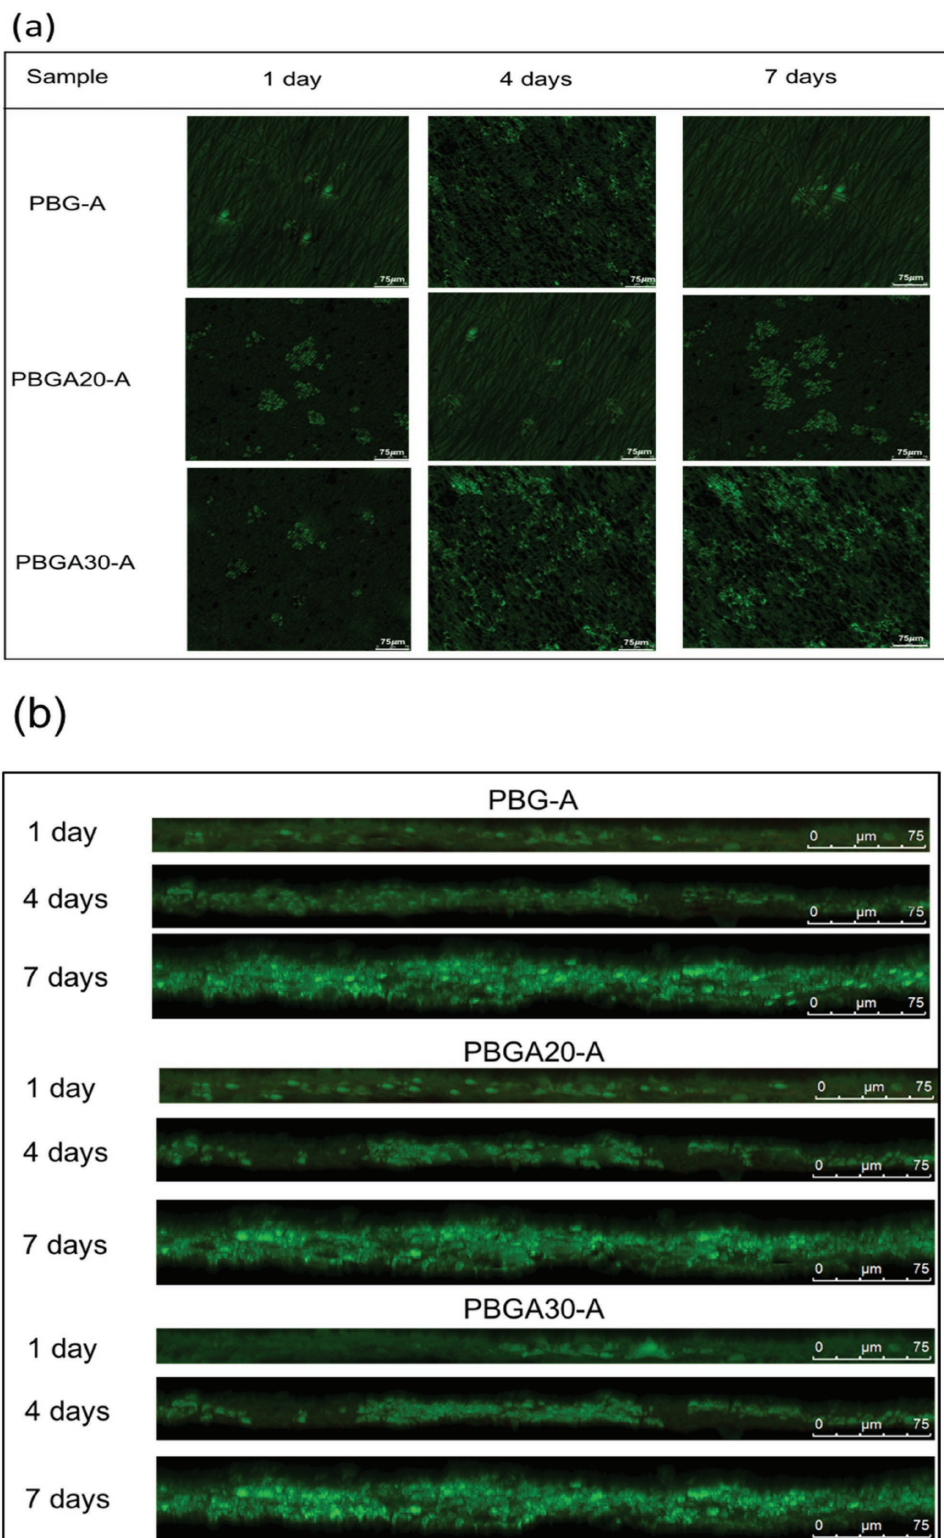 (a)
Sample 1 day 4 days 7 days
PBG-A
75µm 75µm 75µm
PBGA20-A
75µm 75µm 75µm
PBGA30-A
75µm 75µm 75µm
(b)
PBG-A
1 day
0 µm 75
4 days
0 µm 75
7 days
0 µm 75
PBGA20-A
1 day
0 µm 75
4 days
0 µm 75
7 days
0 µm 75
PBGA30-A
1 day
0 µm 75
4 days
0 µm 75
7 days
0 µm 75